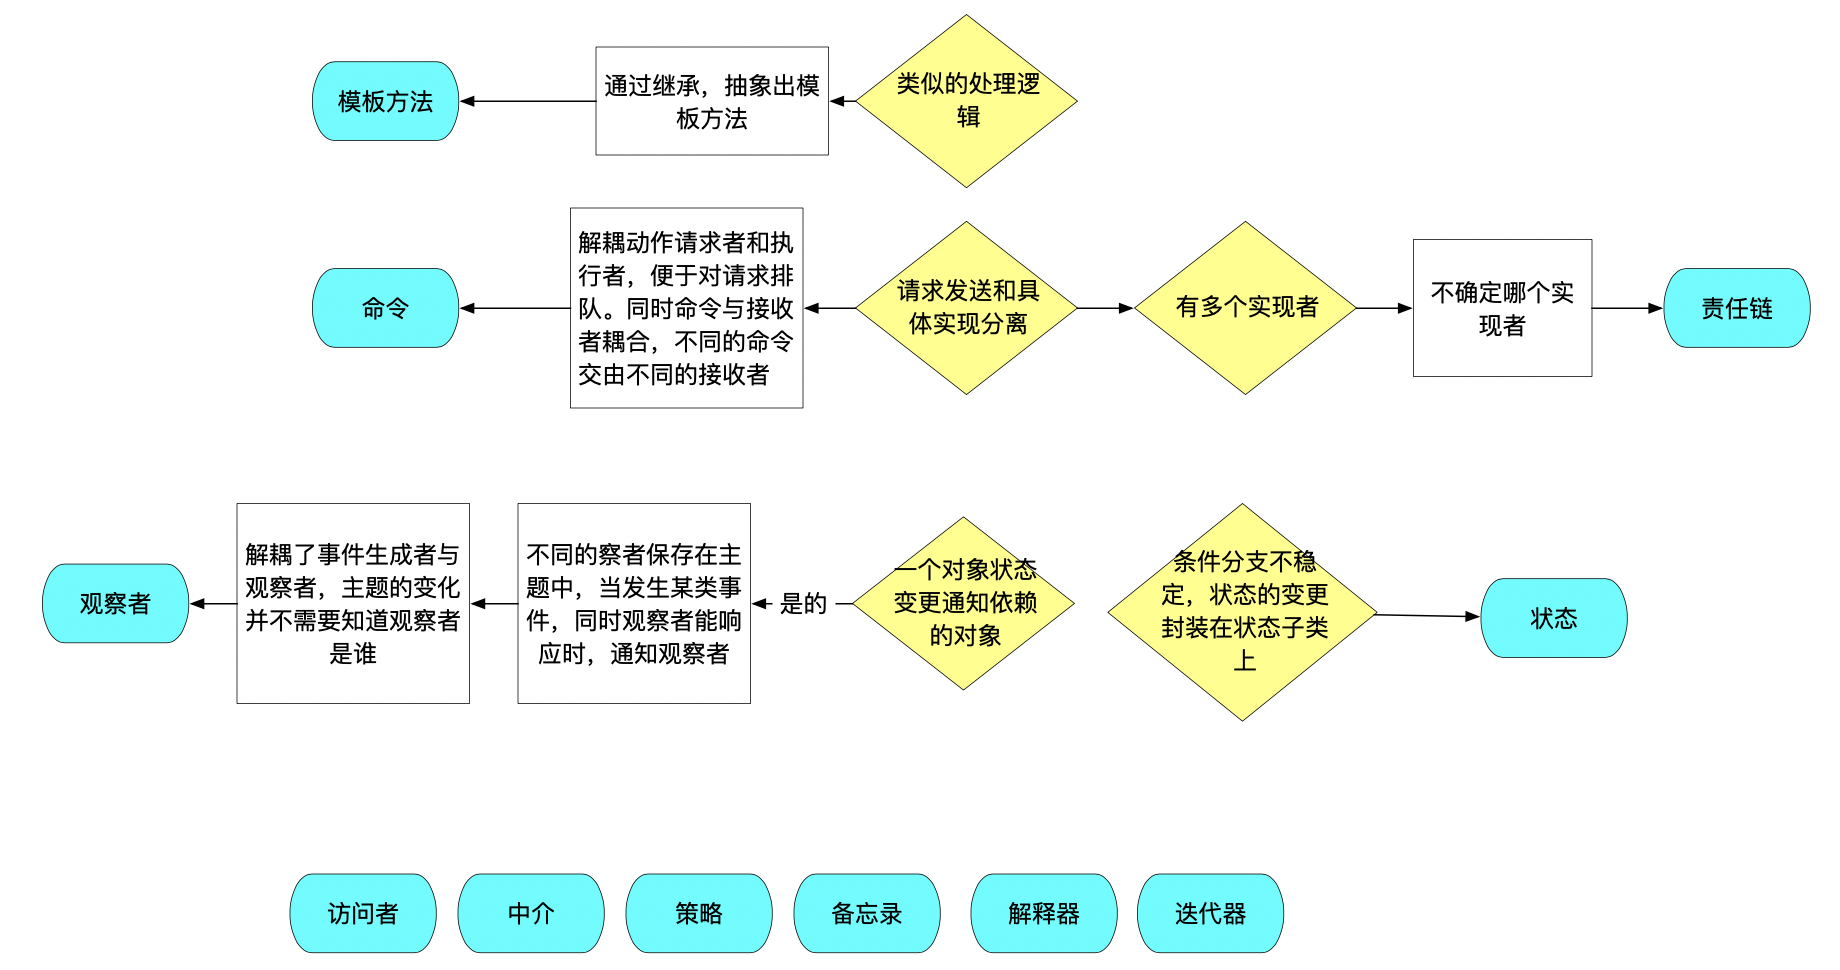 模板方法
通过继承，抽象出模
板方法
类似的处理逻
辑
命令
解耦动作请求者和执
行者，便于对请求排
队。同时命令与接收
者耦合，不同的命令
交由不同的接收者
请求发送和具
体实现分离
有多个实现者
不确定哪个实
现者
责任链
观察者
解耦了事件生成者与
观察者，主题的变化
并不需要知道观察者
是谁
不同的察者保存在主
题中，当发生某类事
件，同时观察者能响
应时，通知观察者
是的
一个对象状态
变更通知依赖
的对象
条件分支不稳
定，状态的变更
封装在状态子类
上
状态
访问者
中介
策略
备忘录
解释器
迭代器